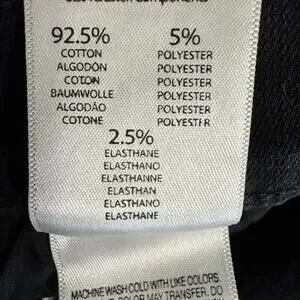 92.5% 5%
COTTON POLYESTER
ALGODÓN POLYESTER
COTON POLYESTER
BAUMWOLLE POLYESTER
ALGODÃO POLYESTER
COTONE POLYESTER
2.5%
ELASTHANE
ELASTHANO
ELASTHANNE
ELASTHAN
ELASTHANO
ELASTHANE
MACHINE WASH COLD WITH LIKE COLORS.
COLOR MAY TRANSFER. DO